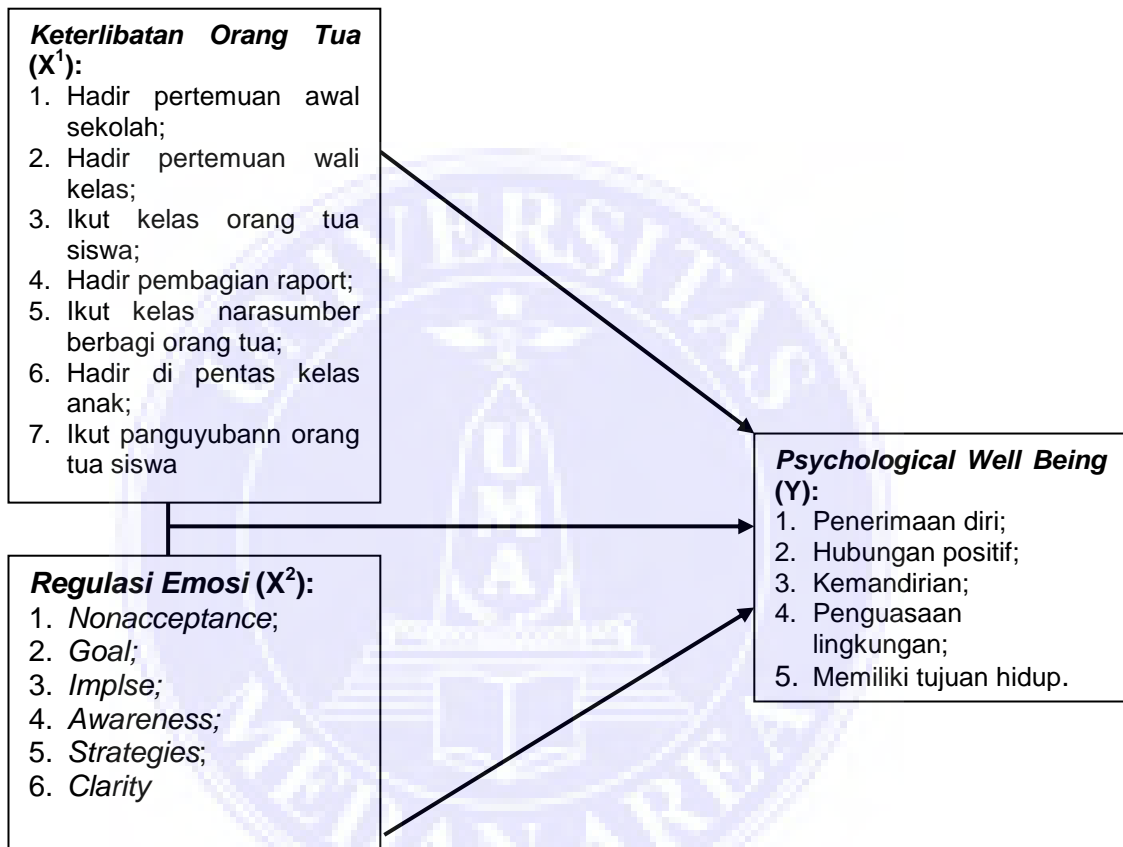 Keterlibatan Orang Tua
(X¹):
1. Hadir pertemuan awal
sekolah;
2. Hadir pertemuan wali
kelas;
3. Ikut kelas orang tua
siswa;
4. Hadir pembagian raport;
5. Ikut kelas narasumber
berbagi orang tua;
6. Hadir di pentas kelas
anak;
7. Ikut panguyubann orang
tua siswa
Regulasi Emosi (X²):
1. Nonacceptance;
2. Goal;
3. Implse;
4. Awareness;
5. Strategies;
6. Clarity
Psychological Well Being
(Y):
1. Penerimaan diri;
2. Hubungan positif;
3. Kemandirian;
4. Penguasaan
lingkungan;
5. Memiliki tujuan hidup.
UNIVERSITAS
UMA
MEDAN AREA